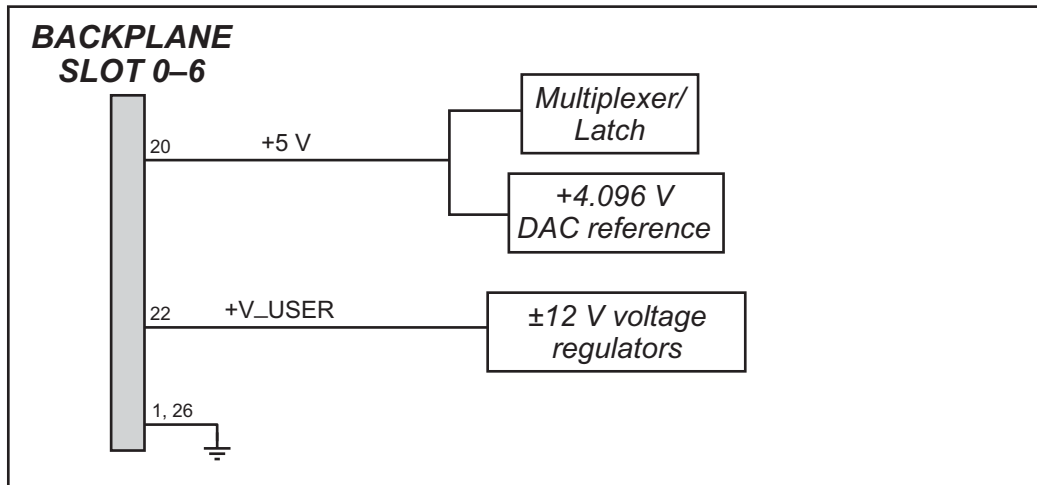 BACKPLANE
SLOT 0–6
20
+5 V
Multiplexer/
Latch
+4.096 V
DAC reference
22
+V_USER
±12 V voltage
regulators
1, 26